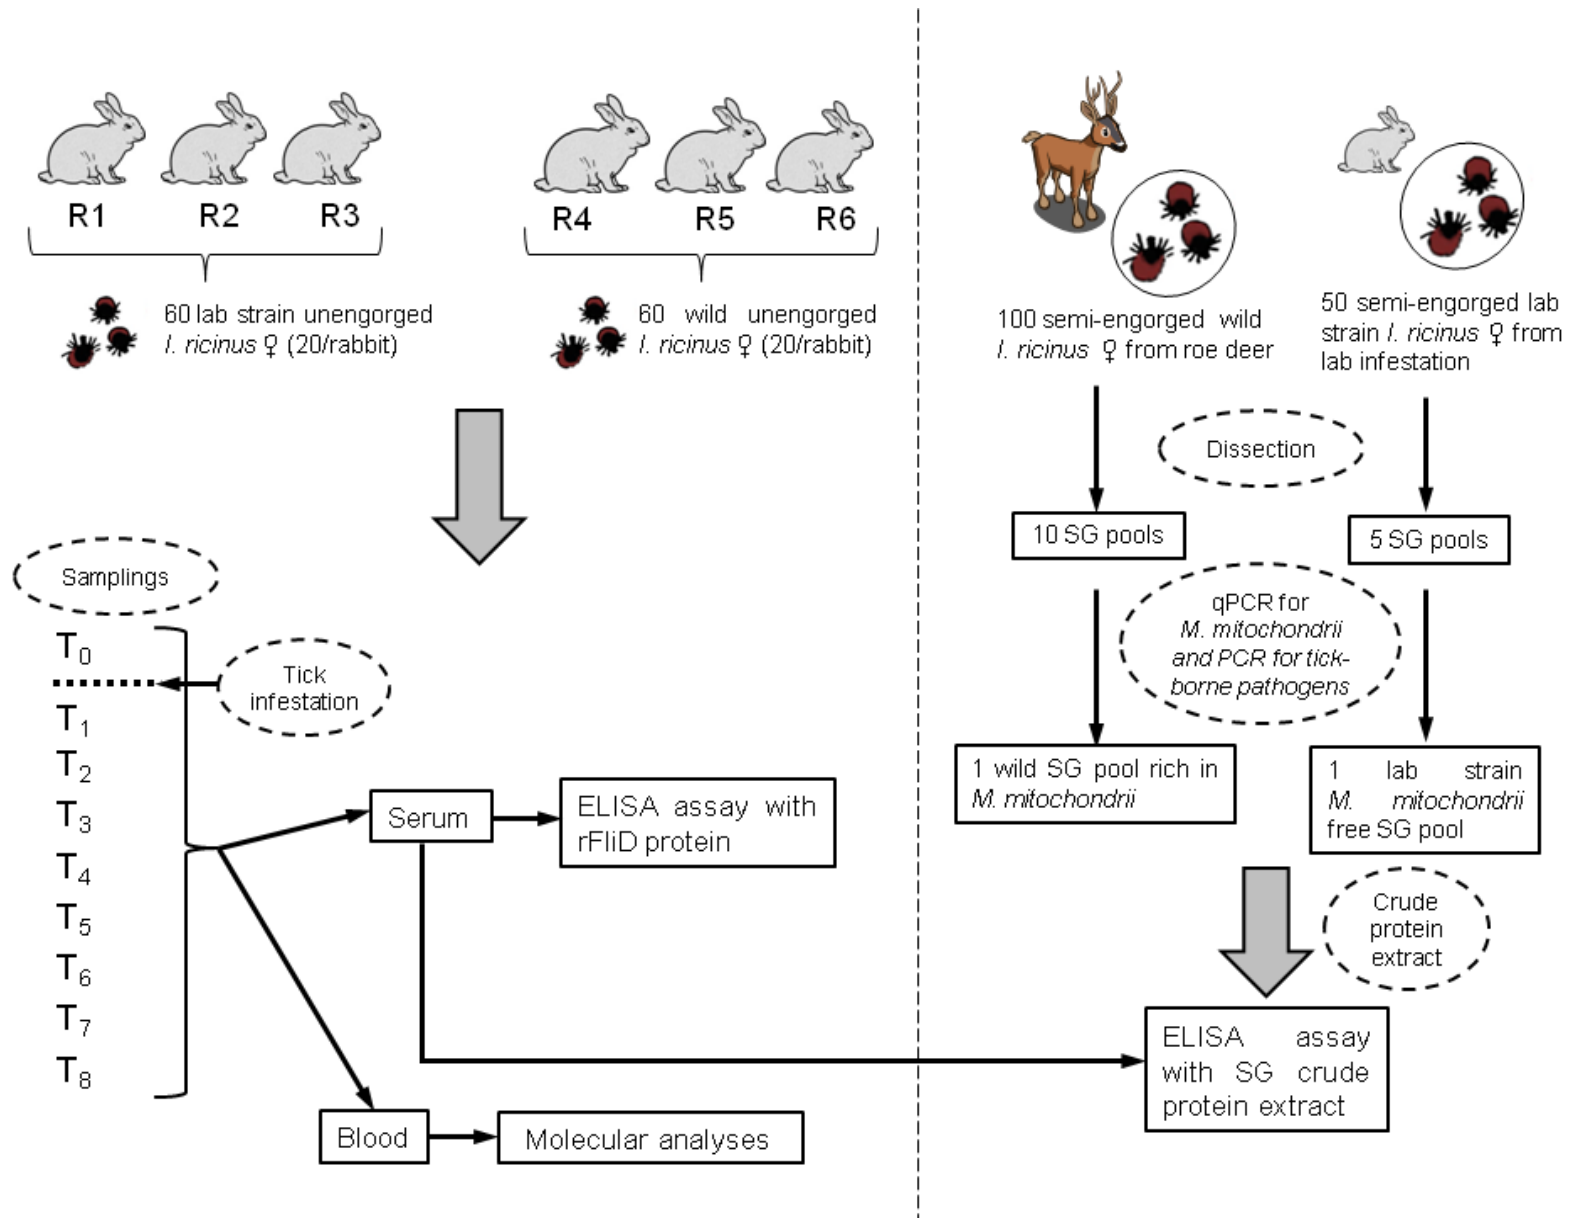 R1
R2
R3
60 lab strain unengorged
I. ricinus ♀ (20/rabbit)
R4
R5
R6
60 wild unengorged
I. ricinus ♀ (20/rabbit)
Samplings
T0
Tick
infestation
T1
T2
T3
T4
T5
T6
T7
T8
Serum
ELISA assay with
rFliD protein
Blood
Molecular analyses
100 semi-engorged wild
I. ricinus ♀ from roe deer
50 semi-engorged lab
strain I. ricinus ♀ from
lab infestation
Dissection
10 SG pools
5 SG pools
qPCR for
M. mitochondrii
and PCR for tick-
borne pathogens
1 wild SG pool rich in
M. mitochondrii
1 lab strain
M. mitochondrii
free SG pool
Crude
protein
extract
ELISA assay
with SG crude
protein extract